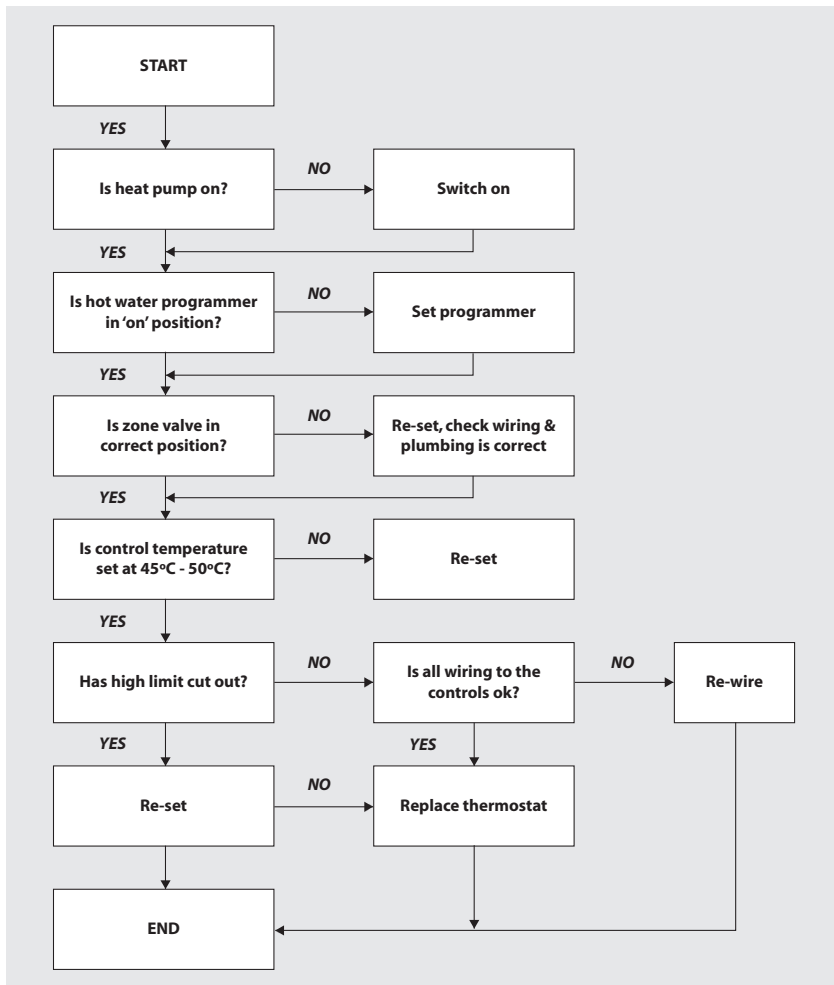 START
YES
Is heat pump on?
NO
Switch on
YES
Is hot water programmer
in ‘on’ position?
NO
Set programmer
YES
Is zone valve in
correct position?
NO
Re-set, check wiring &
plumbing is correct
YES
Is control temperature
set at 45ºC - 50ºC?
NO
Re-set
YES
Has high limit cut out?
NO
Is all wiring to the
controls ok?
NO
Re-wire
YES
YES
Re-set
NO
Replace thermostat
END